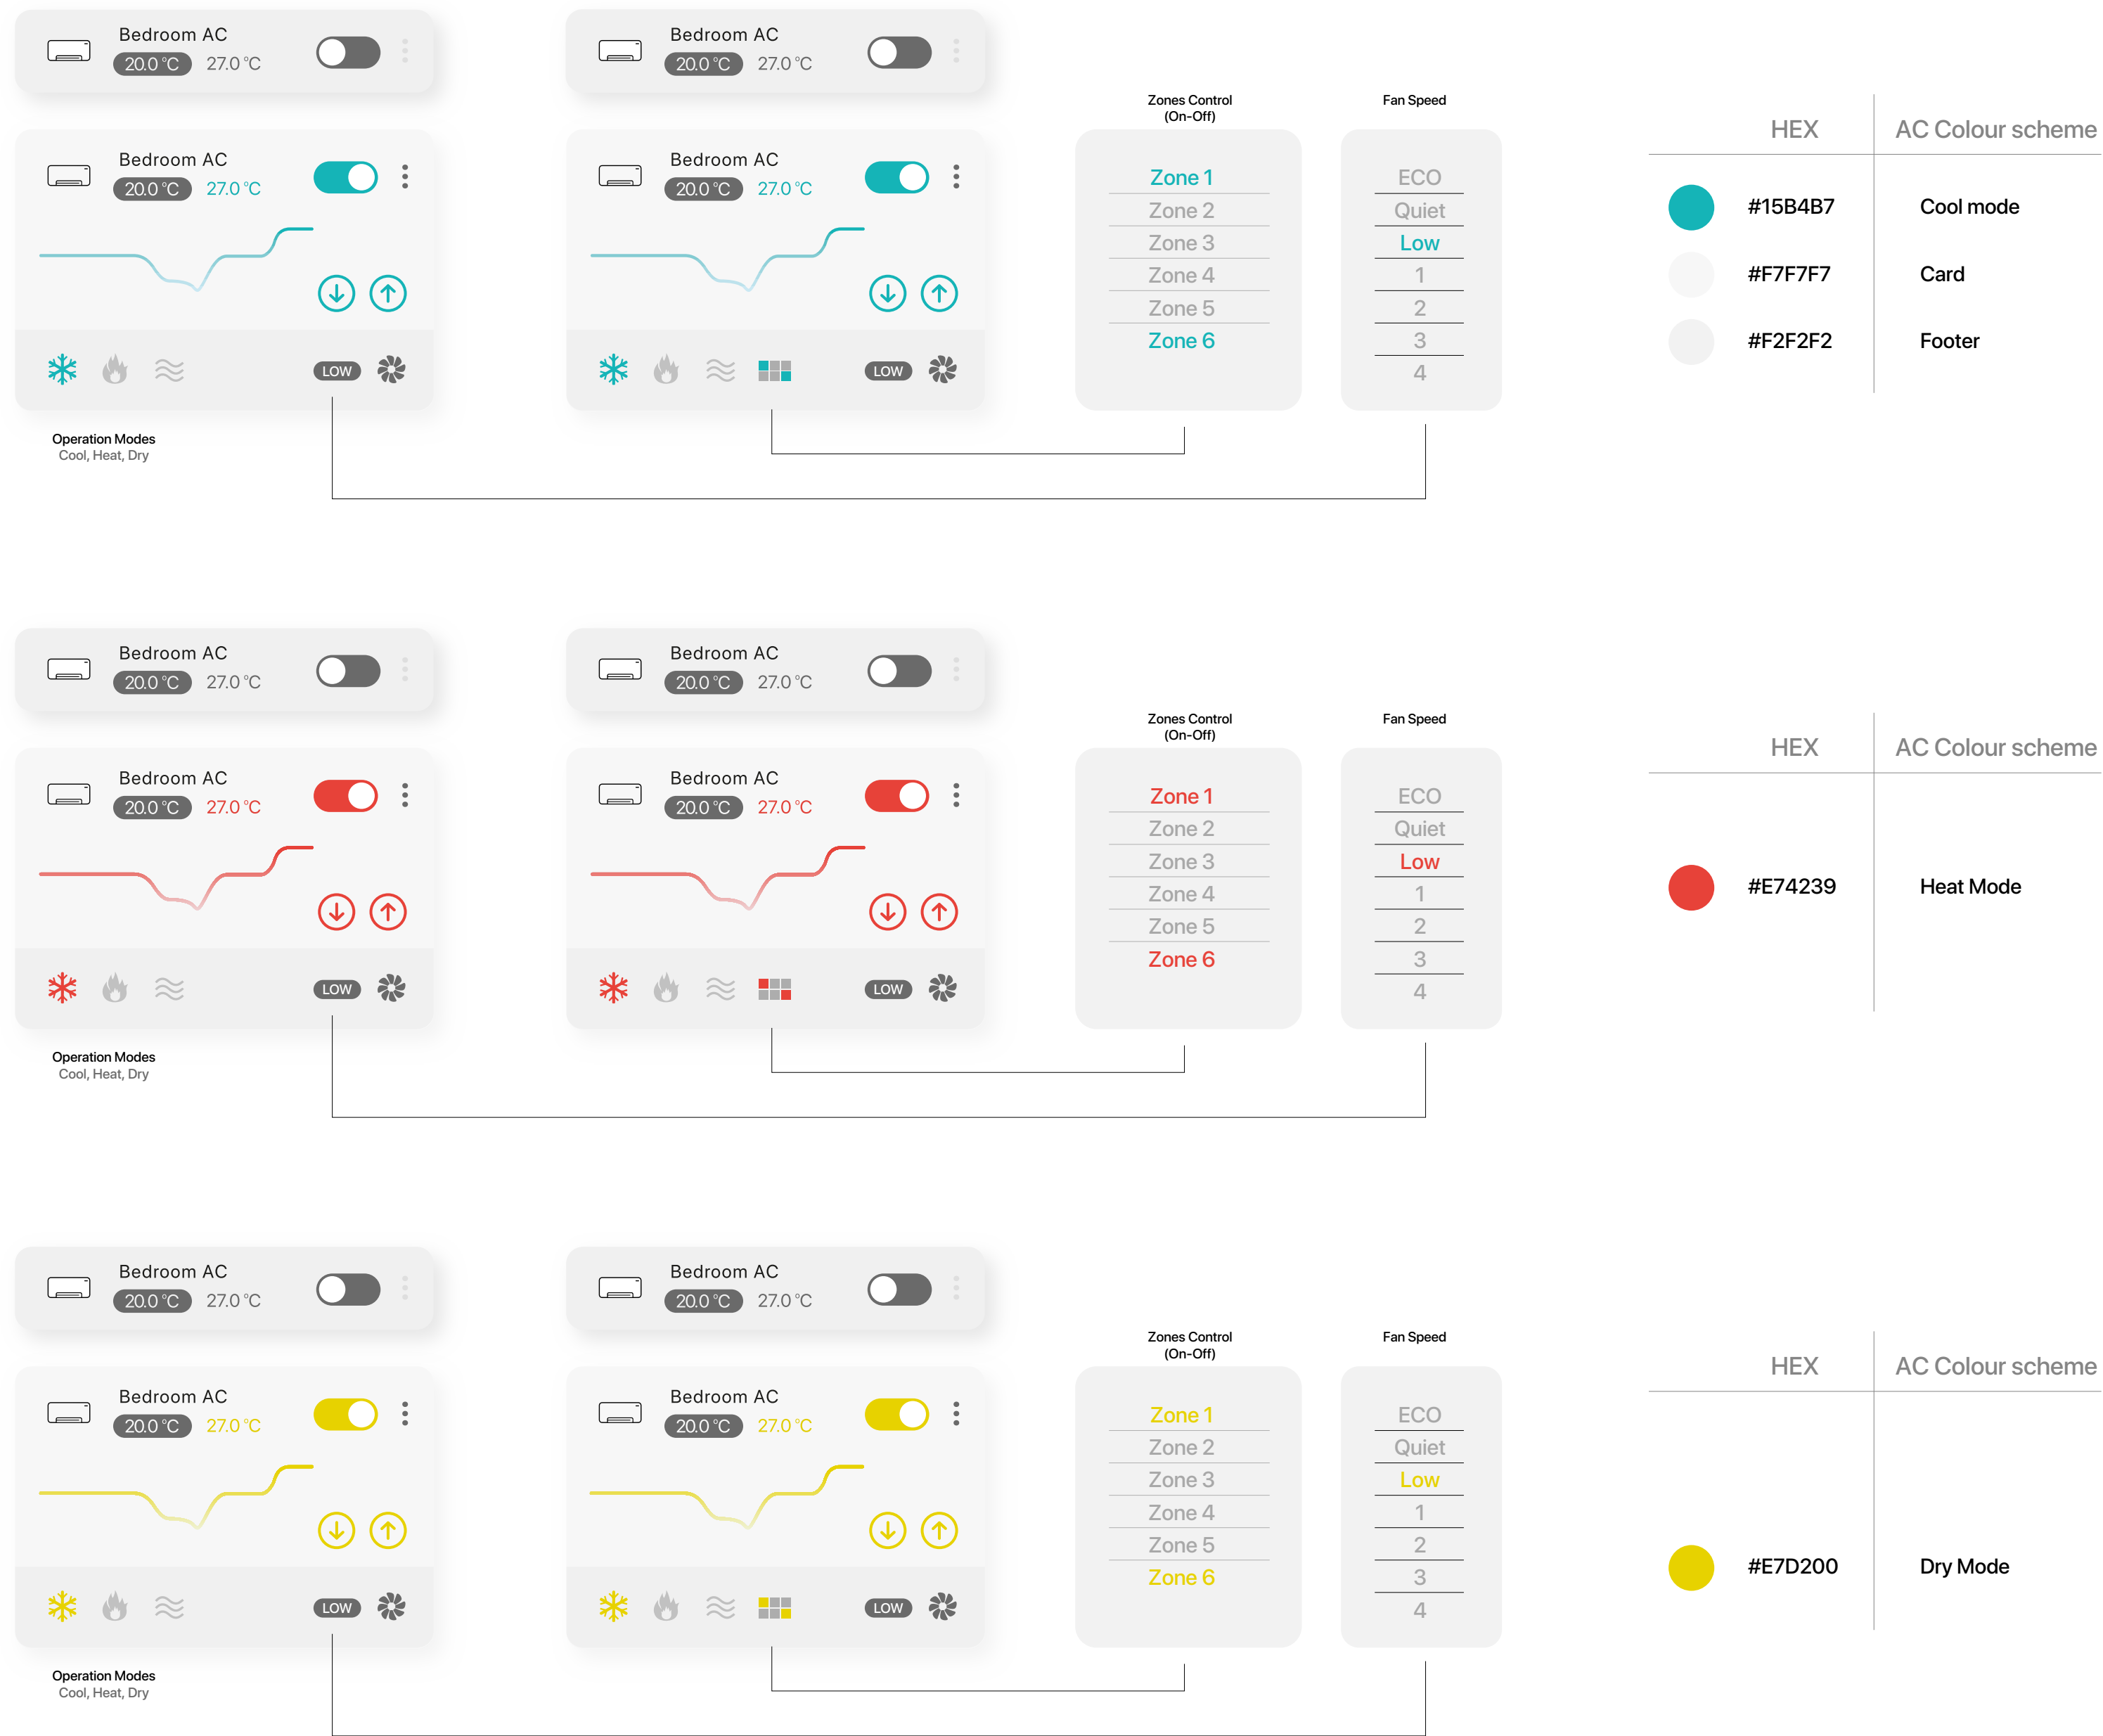 Bedroom AC
20.0 °C 27.0 °C
Bedroom AC
20.0 °C 27.0 °C
Bedroom AC
20.0 °C 27.0 °C
LOW
Operation Modes
Cool, Heat, Dry
Bedroom AC
20.0 °C 27.0 °C
LOW
Zones Control
(On-Off)
Zone 1
Zone 2
Zone 3
Zone 4
Zone 5
Zone 6
Fan Speed
ECO
Quiet
Low
1
2
3
4
HEX AC Colour scheme
#15B4B7 Cool mode
#F7F7F7 Card
#F2F2F2 Footer
Bedroom AC
20.0 °C 27.0 °C
Bedroom AC
20.0 °C 27.0 °C
Bedroom AC
20.0 °C 27.0 °C
LOW
Operation Modes
Cool, Heat, Dry
Bedroom AC
20.0 °C 27.0 °C
LOW
Zones Control
(On-Off)
Zone 1
Zone 2
Zone 3
Zone 4
Zone 5
Zone 6
Fan Speed
ECO
Quiet
Low
1
2
3
4
HEX AC Colour scheme
#E74239 Heat Mode
Bedroom AC
20.0 °C 27.0 °C
Bedroom AC
20.0 °C 27.0 °C
Bedroom AC
20.0 °C 27.0 °C
LOW
Operation Modes
Cool, Heat, Dry
Bedroom AC
20.0 °C 27.0 °C
LOW
Zones Control
(On-Off)
Zone 1
Zone 2
Zone 3
Zone 4
Zone 5
Zone 6
Fan Speed
ECO
Quiet
Low
1
2
3
4
HEX AC Colour scheme
#E7D200 Dry Mode